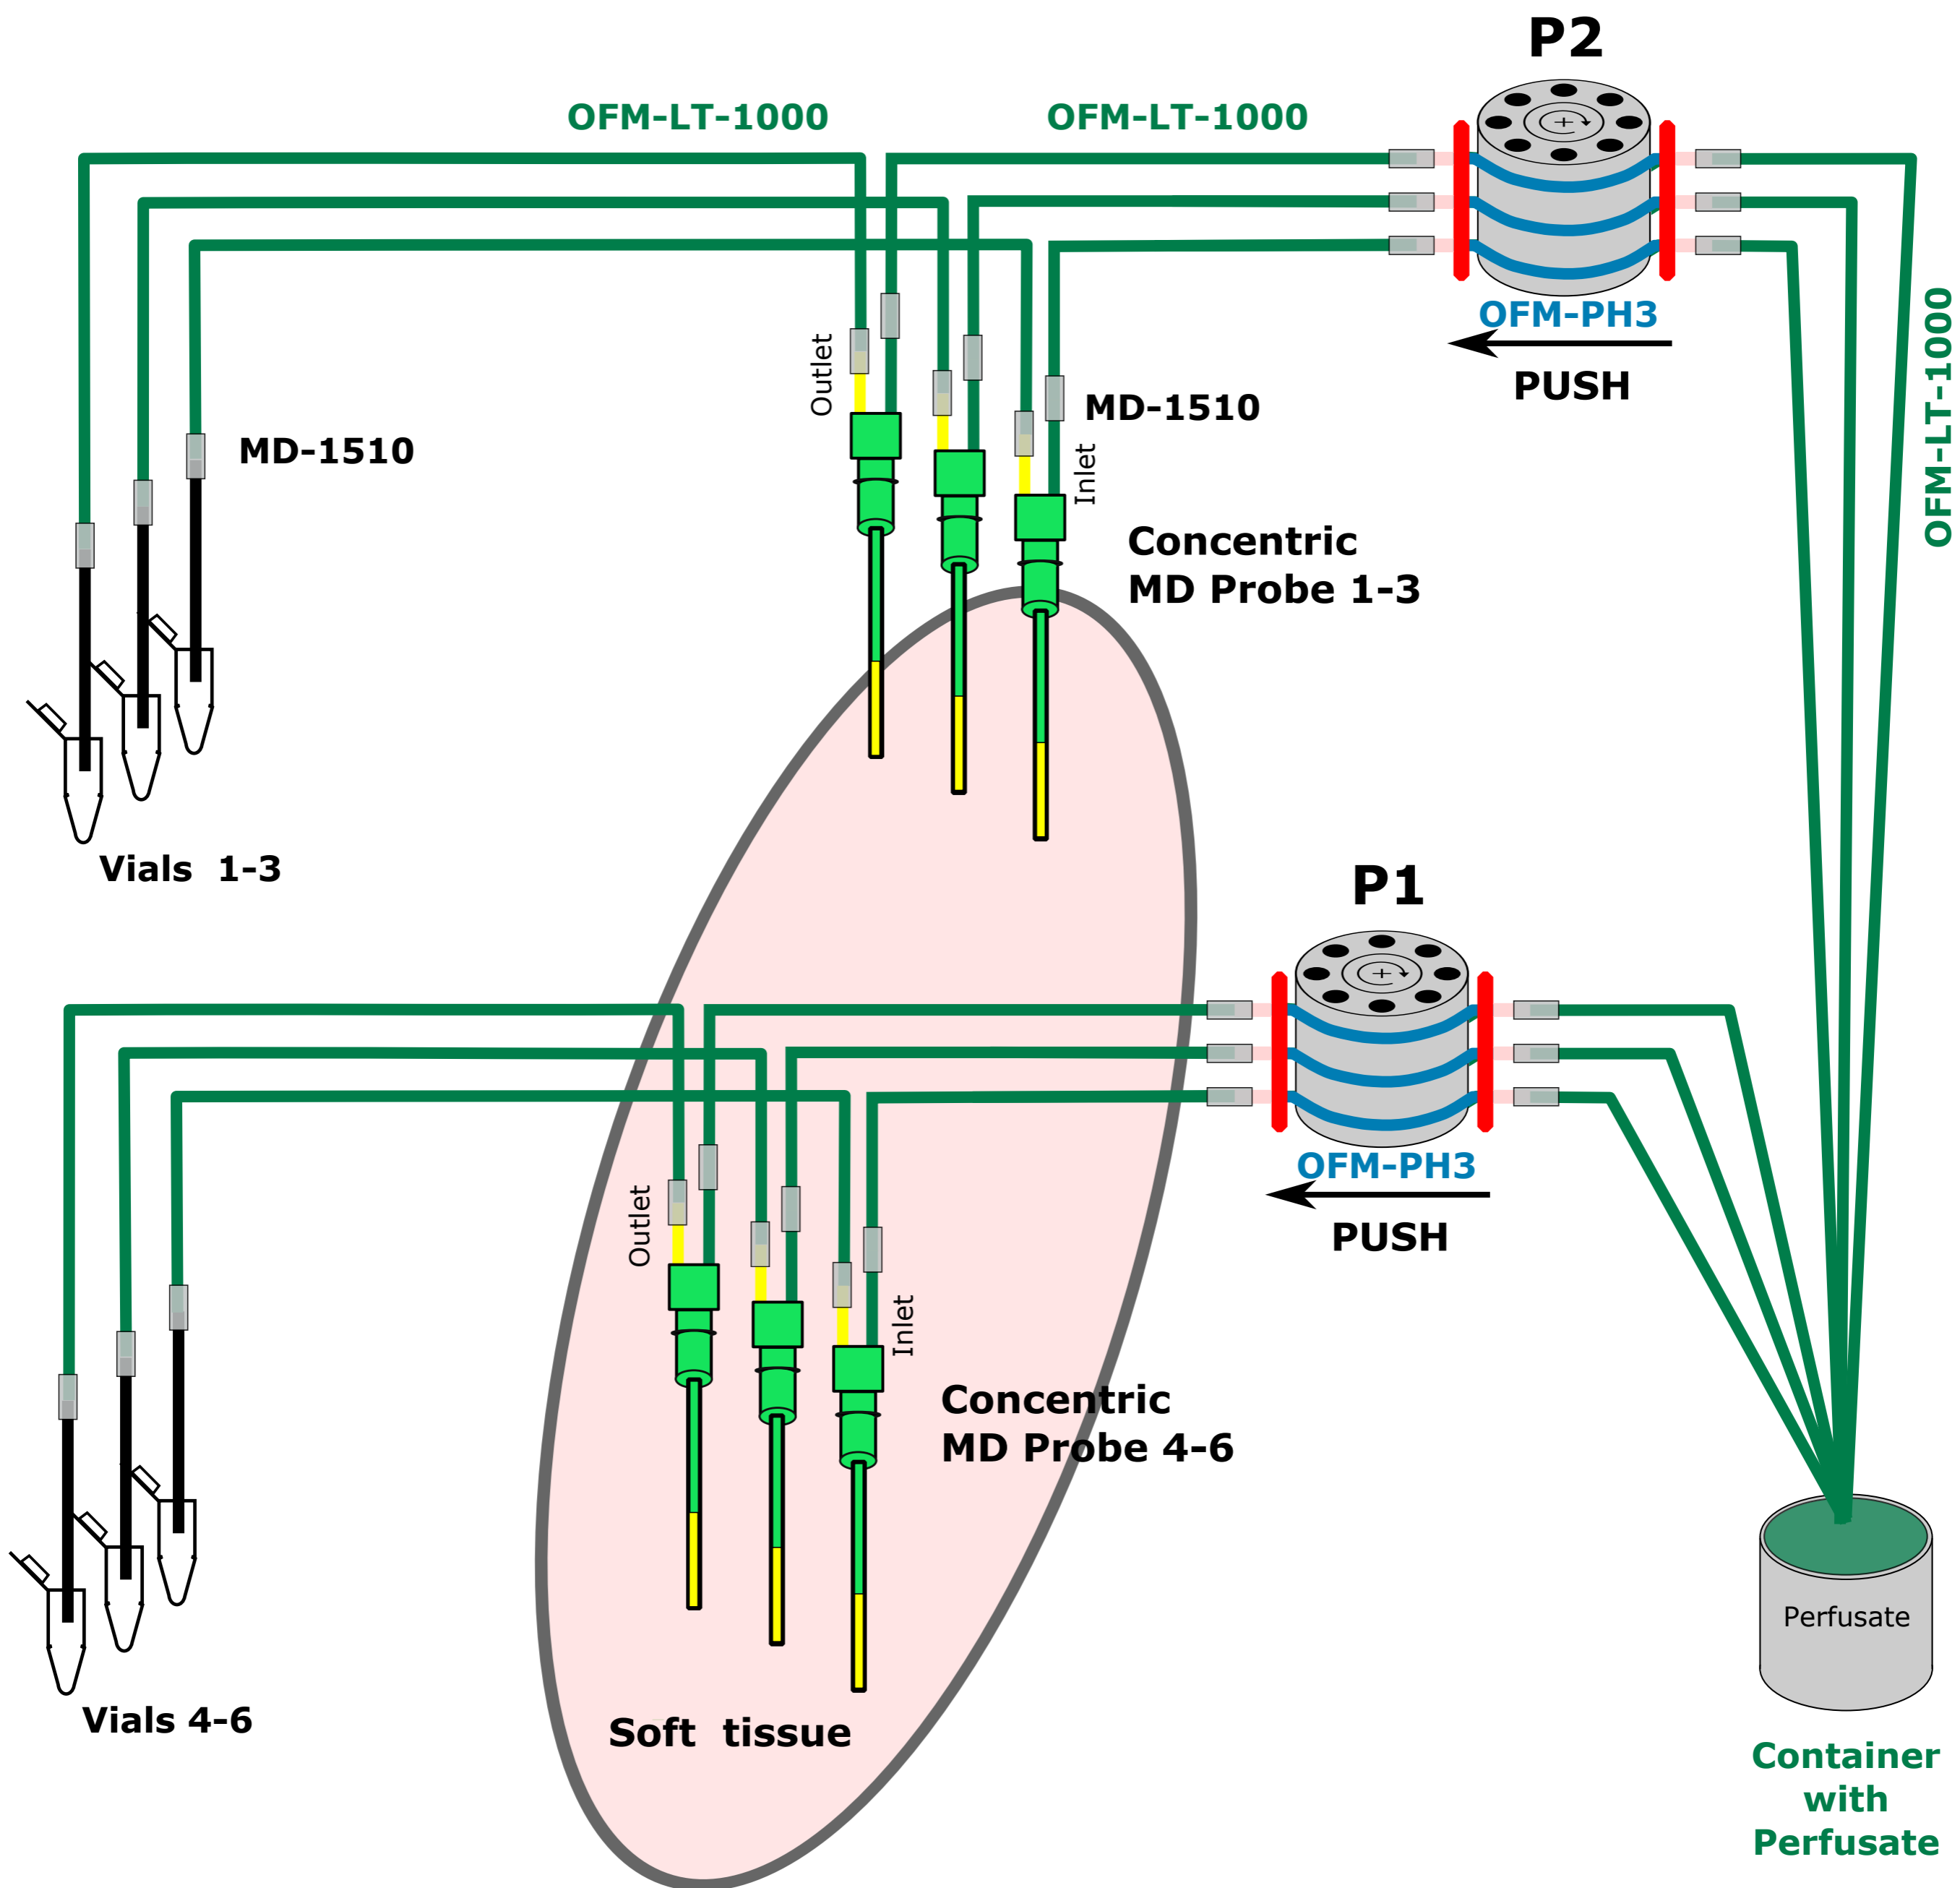 P2
OFM-LT-1000
OFM-LT-1000
OFM-PH3
PUSH
OFM-LT-1000
Outlet
MD-1510
Inlet
MD-1510
Concentric
MD Probe 1-3
Vials 1-3
P1
OFM-PH3
PUSH
Outlet
Inlet
Concentric
MD Probe 4-6
Perfusate
Vials 4-6
Soft tissue
Container
with
Perfusate